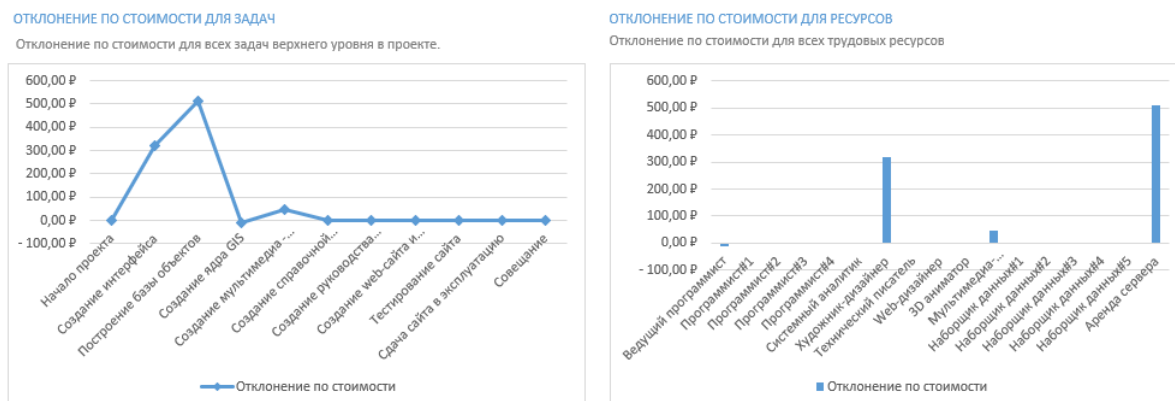 ОТКЛОНЕНИЕ ПО СТОИМОСТИ ДЛЯ ЗАДАЧ
Отклонение по стоимости для всех задач верхнего уровня в проекте.
600,00 ₽
500,00 ₽
400,00 ₽
300,00 ₽
200,00 ₽
100,00 ₽
0,00 ₽
- 100,00 ₽
Начало проекта
Создание интерфейса
Построение базы объектов
Создание ядра GIS
Создание мультимедиа -...
Создание справочной...
Создание руководства...
Создание web-сайта и...
Тестирование сайта
Сдача сайта в эксплуатацию
Совещание
Отклонение по стоимости
ОТКЛОНЕНИЕ ПО СТОИМОСТИ ДЛЯ РЕСУРСОВ
Отклонение по стоимости для всех трудовых ресурсов
600,00 ₽
500,00 ₽
400,00 ₽
300,00 ₽
200,00 ₽
100,00 ₽
0,00 ₽
- 100,00 ₽
Ведущий программист
Программист#1
Программист#2
Программист#3
Программист#4
Системный аналитик
Художник-дизайнер
Технический писатель
Web-дизайнер
3D аниматор
Мультимедиа-...
Наборщик данных#1
Наборщик данных#2
Наборщик данных#3
Наборщик данных#4
Наборщик данных#5
Аренда сервера
Отклонение по стоимости